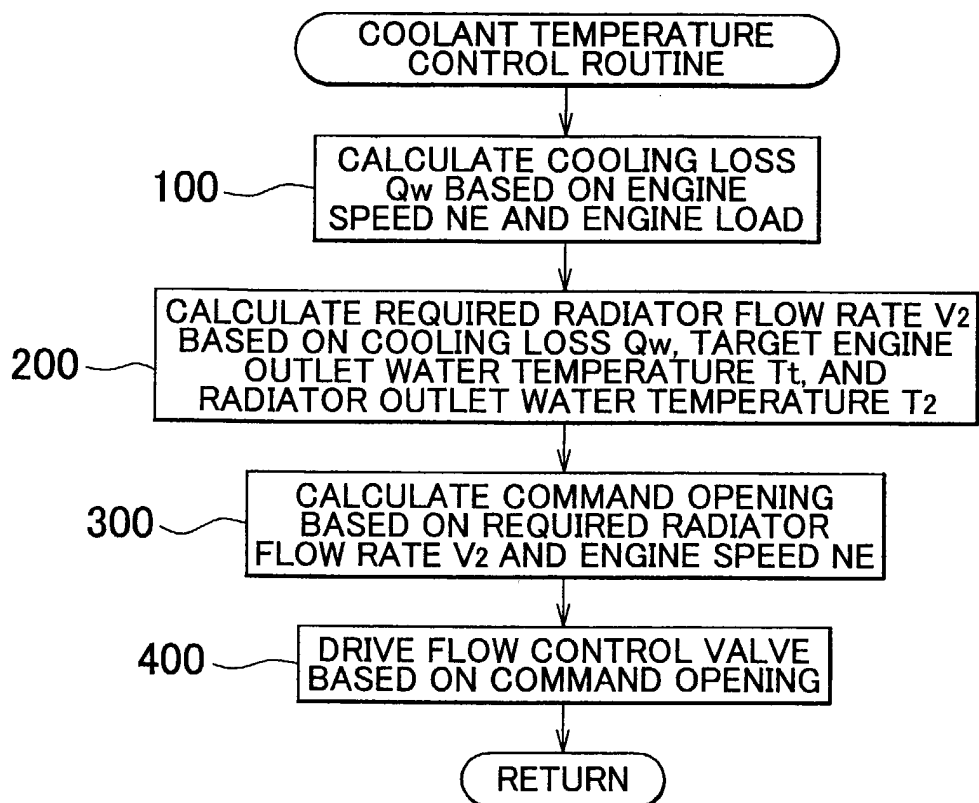 COOLANT TEMPERATURE
CONTROL ROUTINE
100
CALCULATE COOLING LOSS
Qw BASED ON ENGINE
SPEED NE AND ENGINE LOAD
200
CALCULATE REQUIRED RADIATOR FLOW RATE V2
BASED ON COOLING LOSS Qw, TARGET ENGINE
OUTLET WATER TEMPERATURE Tt, AND
RADIATOR OUTLET WATER TEMPERATURE T2
300
CALCULATE COMMAND OPENING
BASED ON REQUIRED RADIATOR
FLOW RATE V2 AND ENGINE SPEED NE
400
DRIVE FLOW CONTROL VALVE
BASED ON COMMAND OPENING
RETURN